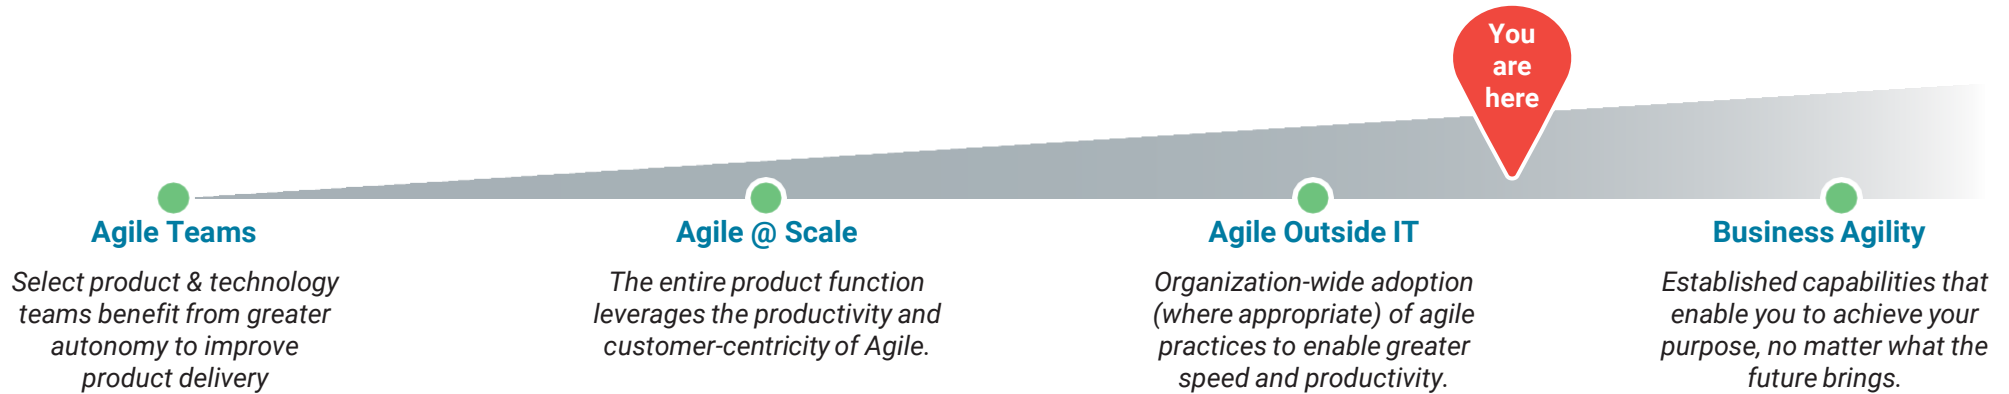 You
are
here
Agile Teams
Select product & technology
teams benefit from greater
autonomy to improve
product delivery
Agile @ Scale
The entire product function
leverages the productivity and
customer-centricity of Agile.
Agile Outside IT
Organization-wide adoption
(where appropriate) of agile
practices to enable greater
speed and productivity.
Business Agility
Established capabilities that
enable you to achieve your
purpose, no matter what the
future brings.